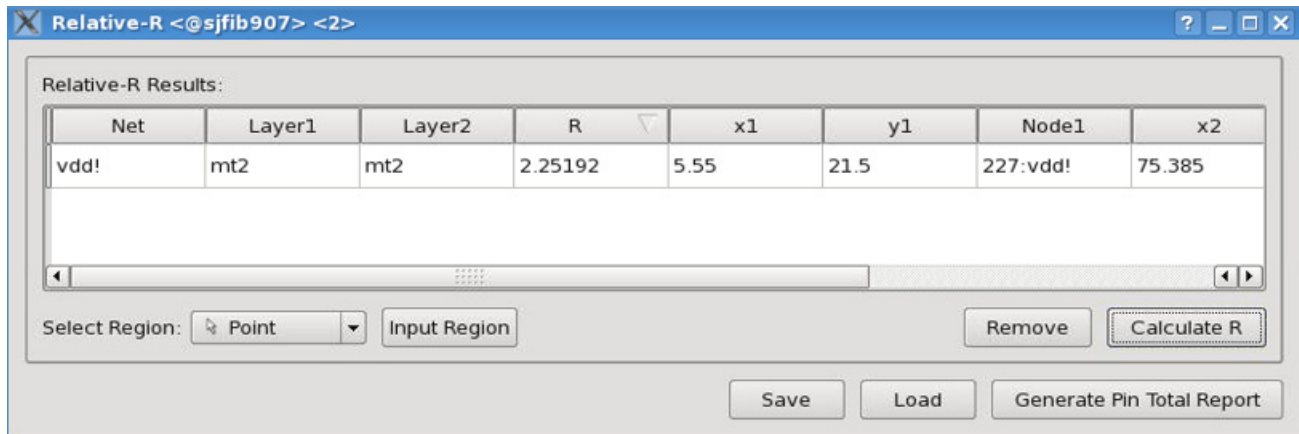 Relative-R <@sjfib907> <2>
Relative-R Results:
Net Layer1 Layer2 R x1 y1 Node1 x2
vdd! mt2 mt2 2.25192 5.55 21.5 227:vdd! 75.385
Select Region: Point Input Region Remove Calculate R
Save Load Generate Pin Total Report